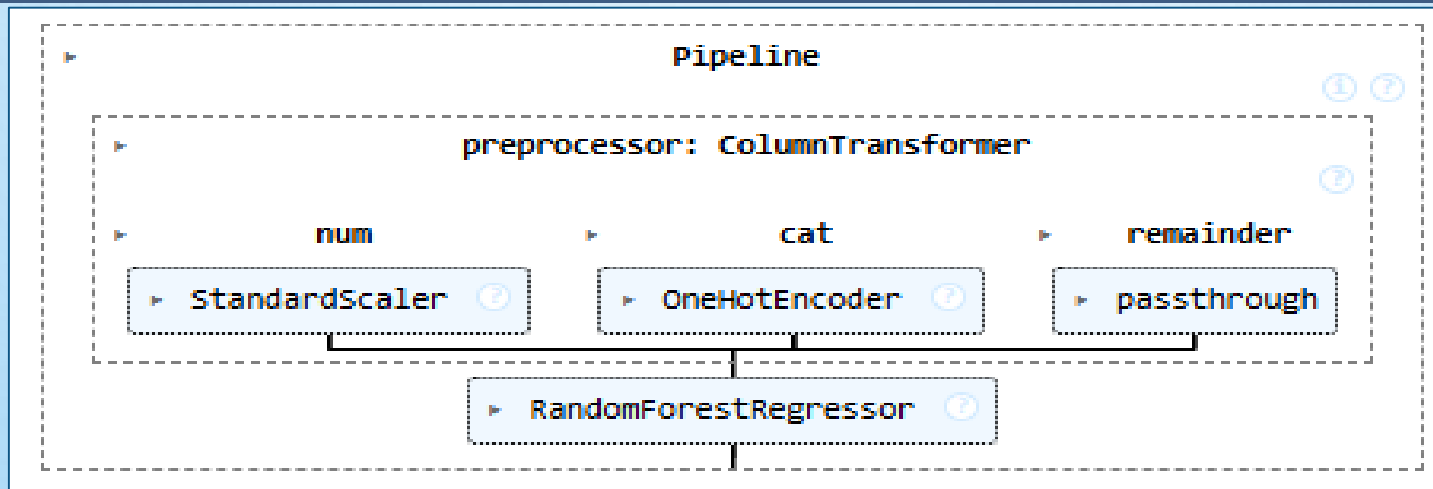 Pipeline
i ?
preprocessor: ColumnTransformer
?
num cat remainder
StandardScaler ? OneHotEncoder ? passthrough
RandomForestRegressor ?